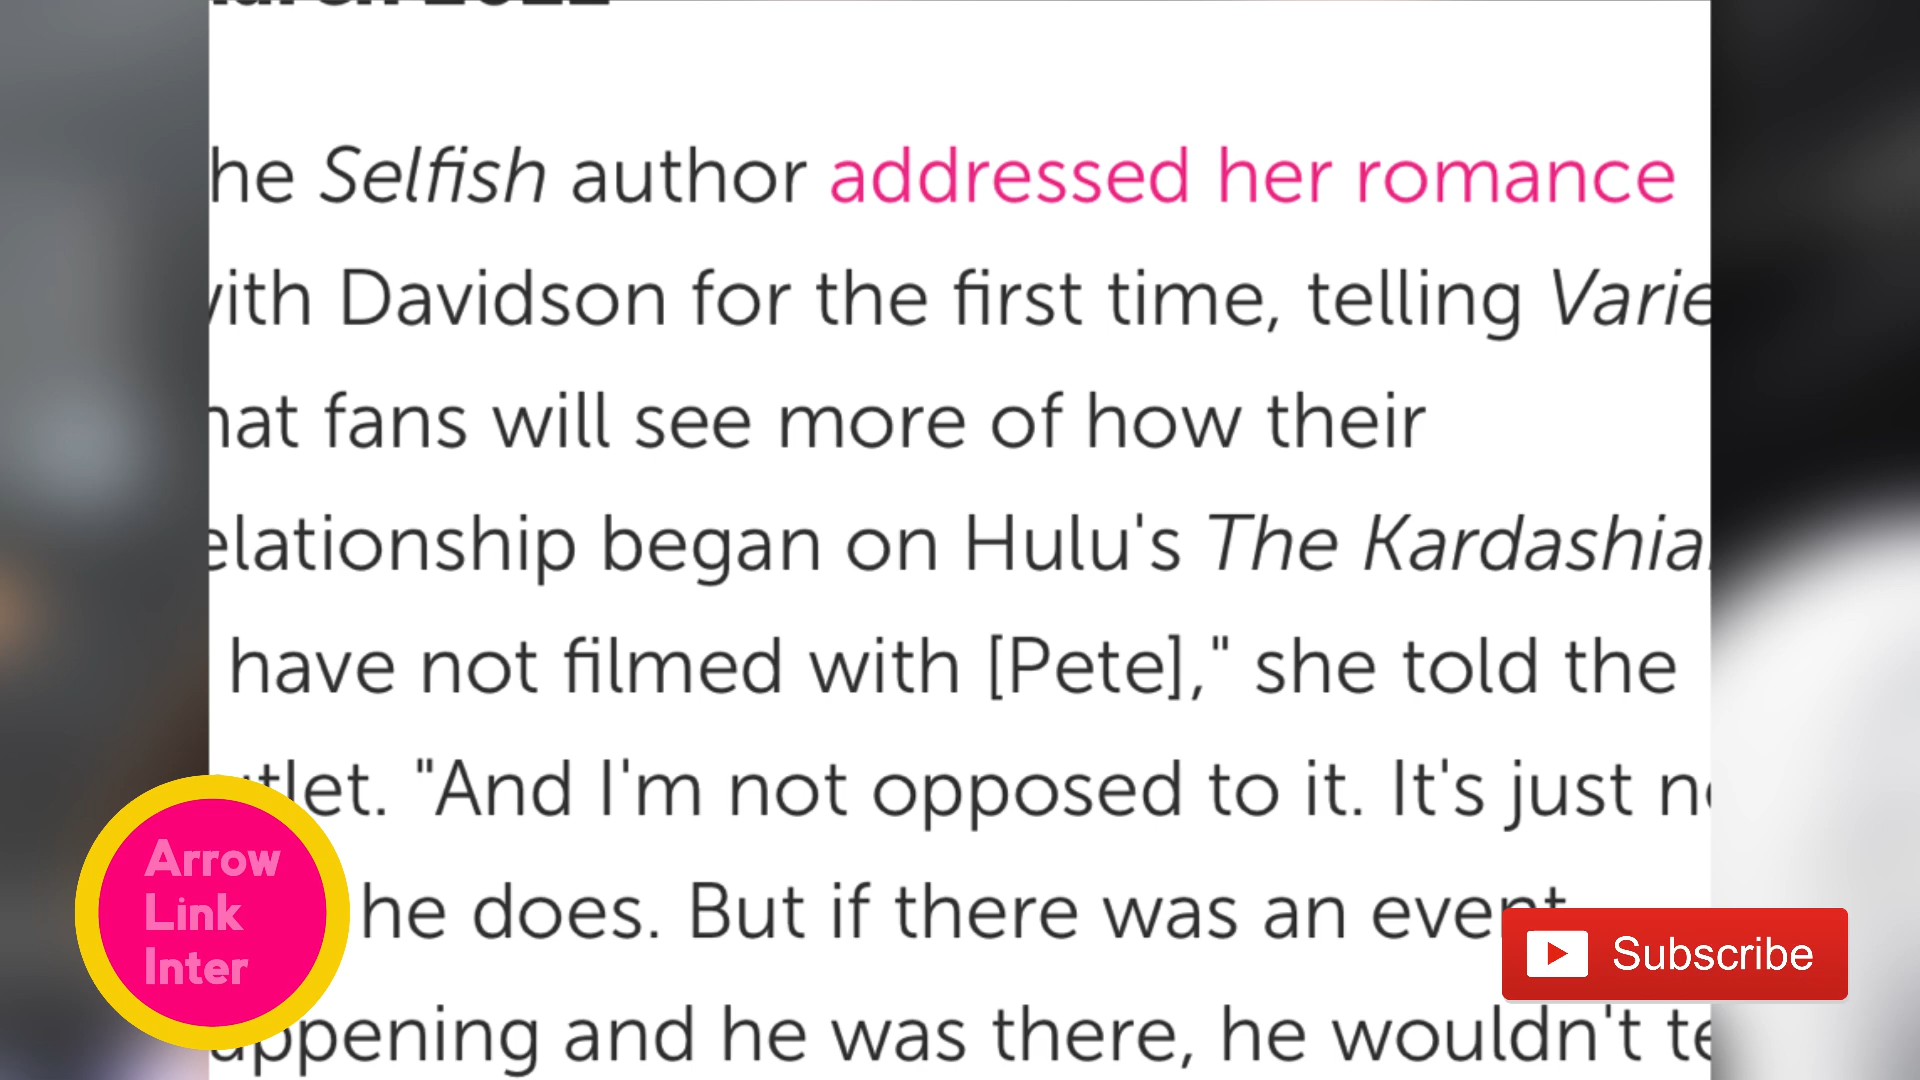 2022
he Selfish author addressed her romance
ith Davidson for the first time, telling Varie
hat fans will see more of how their
elationship began on Hulu's The Kardashia
have not filmed with [Pete]," she told the
tlet. "And I'm not opposed to it. It's just n
he does. But if there was an event
ppening and he was there, he wouldn't te
Arrow
Link
Inter
Subscribe